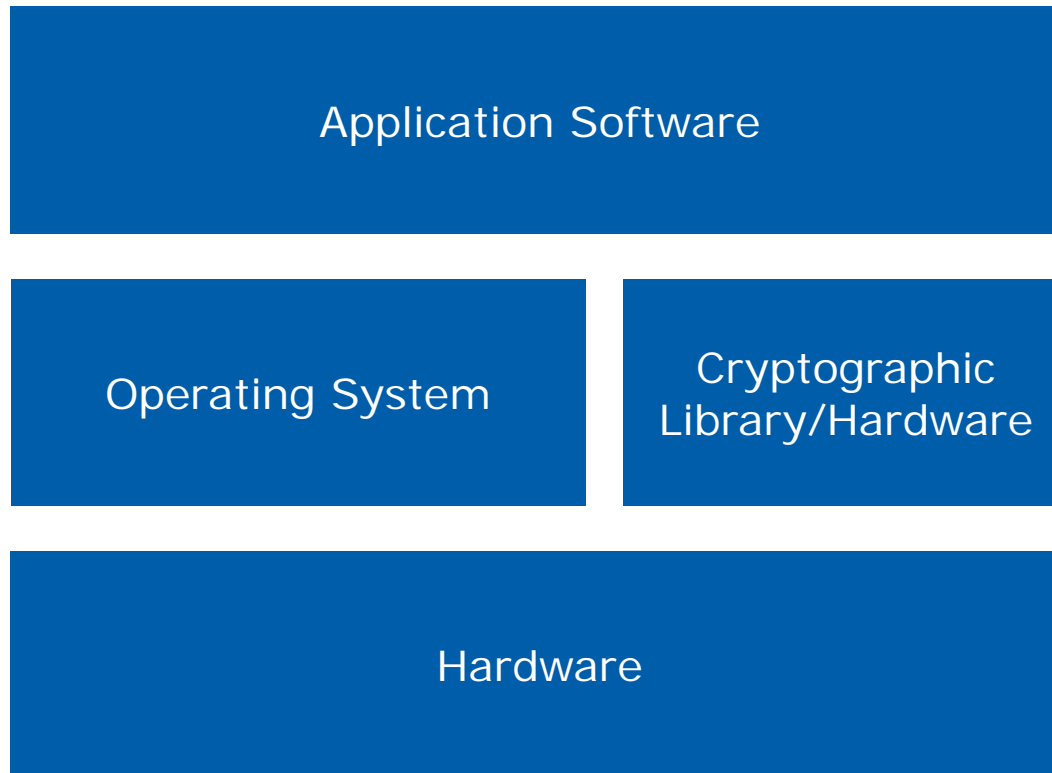 Application Software
Operating System
Cryptographic
Library/Hardware
Hardware